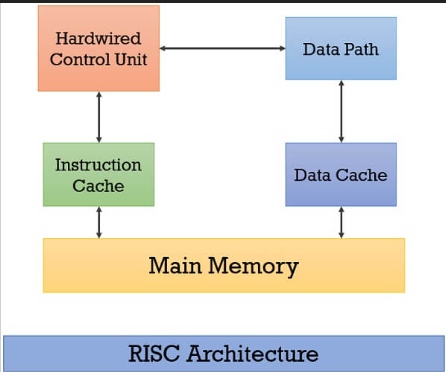 Hardwired
Control Unit
Data Path
Instruction
Cache
Data Cache
Main Memory
RISC Architecture